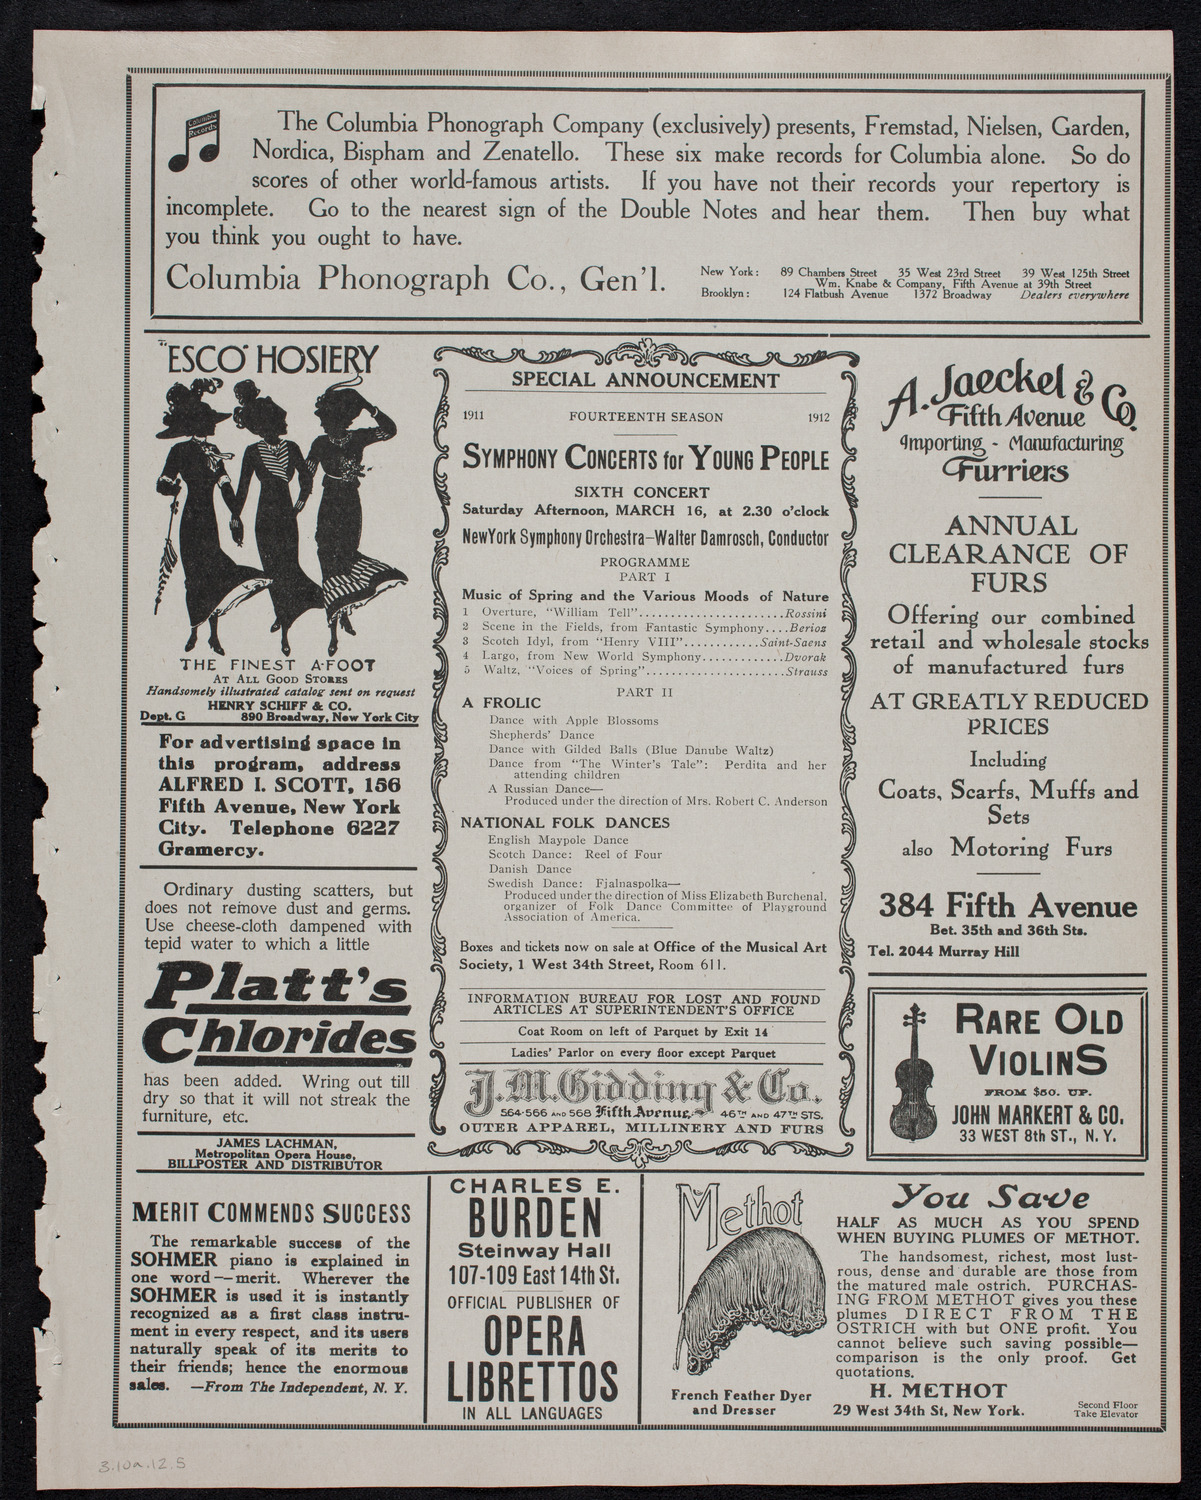 Columbia
Records
The Columbia Phonograph Company (exclusively) presents, Fremstad, Nielsen, Garden,
Nordica, Bispham and Zenatello. These six make records for Columbia alone. So do
scores of other world-famous artists. If you have not their records your repertory is
incomplete. Go to the nearest sign of the Double Notes and hear them. Then buy what
you think you ought to have.
Columbia Phonograph Co., Gen'l.
New York: 89 Chambers Street 35 West 23rd Street 39 West 125th Street
Wm. Knabe & Company, Fifth Avenue at 39th Street
Brooklyn: 124 Flatbush Avenue 1372 Broadway Dealers everywhere
"ESCO" HOSIERY
THE FINEST A-FOOT
AT ALL GOOD STORES
Handsomely illustrated catalog sent on request
HENRY SCHIFF & CO.
Dept. G 890 Broadway, New York City
For advertising space in
this program, address
ALFRED I. SCOTT, 156
Fifth Avenue, New York
City. Telephone 6227
Gramercy.
Ordinary dusting scatters, but
does not remove dust and germs.
Use cheese-cloth dampened with
tepid water to which a little
Platt's
Chlorides
has been added. Wring out till
dry so that it will not streak the
furniture, etc.
JAMES LACHMAN,
Metropolitan Opera House,
BILLPOSTER AND DISTRIBUTOR
SPECIAL ANNOUNCEMENT
1911 FOURTEENTH SEASON 1912
SYMPHONY CONCERTS for YOUNG PEOPLE
SIXTH CONCERT
Saturday Afternoon, MARCH 16, at 2.30 o'clock
NewYork Symphony Orchestra—Walter Damrosch, Conductor
PROGRAMME
PART I
Music of Spring and the Various Moods of Nature
1 Overture, "William Tell"......................Rossini
2 Scene in the Fields, from Fantastic Symphony....Berioz
3 Scotch Idyl, from "Henry VIII"............Saint-Saens
4 Largo, from New World Symphony............Dvorak
5 Waltz, "Voices of Spring"......................Strauss
PART II
A FROLIC
Dance with Apple Blossoms
Shepherds' Dance
Dance with Gilded Balls (Blue Danube Waltz)
Dance from "The Winter's Tale": Perdita and her
attending children
A Russian Dance—
Produced under the direction of Mrs. Robert C. Anderson
NATIONAL FOLK DANCES
English Maypole Dance
Scotch Dance: Reel of Four
Danish Dance
Swedish Dance: Fjalnaspolka—
Produced under the direction of Miss Elizabeth Burchenal,
organizer of Folk Dance Committee of Playground
Association of America.
Boxes and tickets now on sale at Office of the Musical Art
Society, 1 West 34th Street, Room 611.
INFORMATION BUREAU FOR LOST AND FOUND
ARTICLES AT SUPERINTENDENT'S OFFICE
Coat Room on left of Parquet by Exit 14
Ladies' Parlor on every floor except Parquet
J.M.Gidding & Co.
564-566 AND 568 Fifth Avenue, 46TH AND 47TH STS.
OUTER APPAREL, MILLINERY AND FURS
A. Jaeckel & Co.
Fifth Avenue
Importing - Manufacturing
Furriers
ANNUAL
CLEARANCE OF
FURS
Offering our combined
retail and wholesale stocks
of manufactured furs
AT GREATLY REDUCED
PRICES
Including
Coats, Scarfs, Muffs and
Sets
also Motoring Furs
384 Fifth Avenue
Bet. 35th and 36th Sts.
Tel. 2044 Murray Hill
RARE OLD
VIOLINS
FROM $50. UP.
JOHN MARKERT & CO.
33 WEST 8th ST., N. Y.
MERIT COMMENDS SUCCESS
The remarkable success of the
SOHMER piano is explained in
one word—merit. Wherever the
SOHMER is used it is instantly
recognized as a first class instru-
ment in every respect, and its users
naturally speak of its merits to
their friends; hence the enormous
sales. —From The Independent, N. Y.
CHARLES E.
BURDEN
Steinway Hall
107-109 East 14th St.
OFFICIAL PUBLISHER OF
OPERA
LIBRETTOS
IN ALL LANGUAGES
Methot
French Feather Dyer
and Dresser
You Save
HALF AS MUCH AS YOU SPEND
WHEN BUYING PLUMES OF METHOT.
The handsomest, richest, most lust-
rous, dense and durable are those from
the matured male ostrich. PURCHAS-
ING FROM METHOT gives you these
plumes DIRECT FROM THE
OSTRICH with but ONE profit. You
cannot believe such saving possible—
comparison is the only proof. Get
quotations.
H. METHOT
29 West 34th St, New York.
Second Floor
Take Elevator
3.10a.12.5